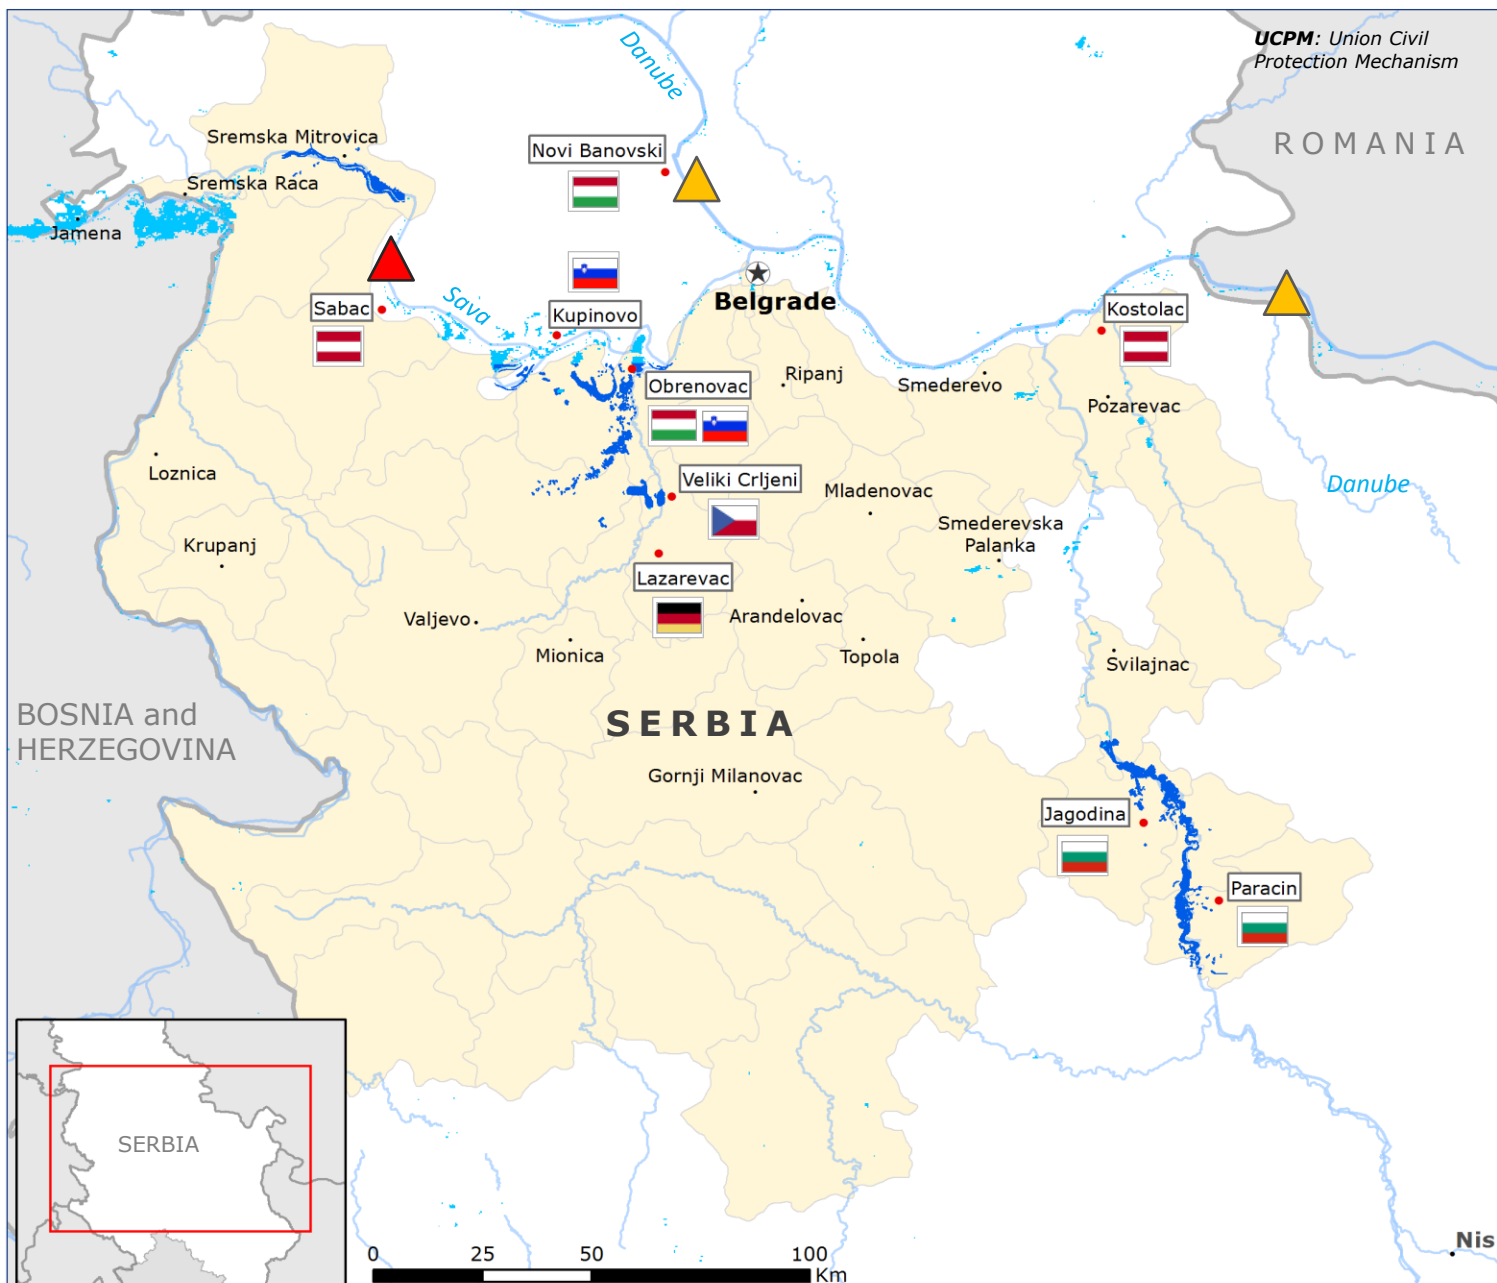 UCPM: Union Civil
Protection Mechanism
Danube
ROMANIA
Sremska Mitrovica
Novi Banovski
Sremska Raca
Jamena
Sava
Sabac
Kupinovo
Belgrade
Kostolac
Obrenovac
Ripanj
Smederevo
Pozarevac
Loznica
Veliki Crljeni
Mladenovac
Danube
Smederevska
Palanka
Krupanj
Lazarevac
Arandelovac
Valjevo
Mionica
Topola
Svilajnac
BOSNIA and
HERZEGOVINA
SERBIA
Gornji Milanovac
Jagodina
Paracin
SERBIA
Nis
0 25 50 100
Km